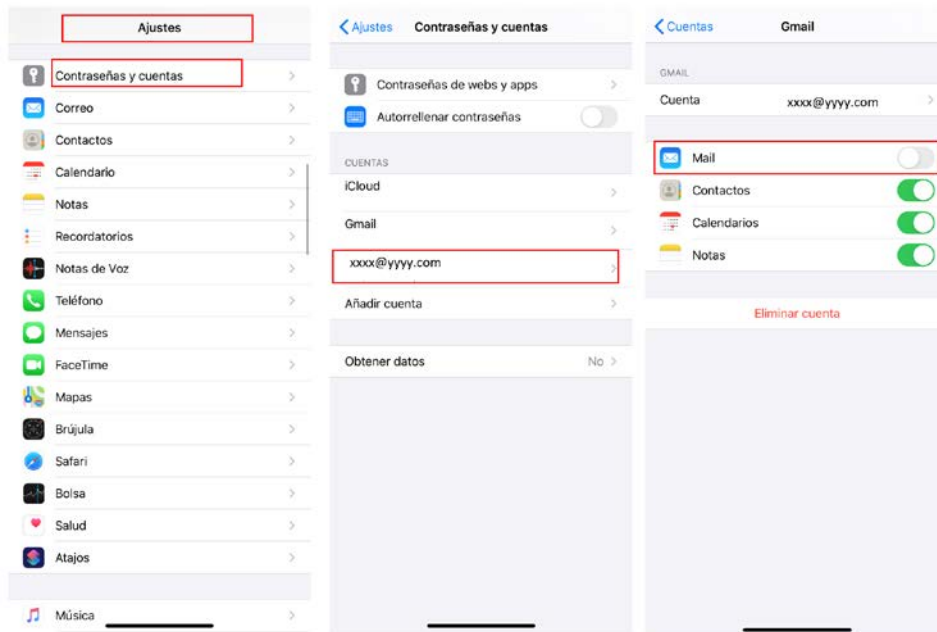 Ajustes
Contraseñas y cuentas
Correo
Contactos
Calendario
Notas
Recordatorios
Notas de Voz
Teléfono
Mensajes
FaceTime
Mapas
Brújula
Safari
Bolsa
Salud
Atajos
Música
Ajustes
Contraseñas y cuentas
Contraseñas de webs y apps
Autorrellenar contraseñas
CUENTAS
iCloud
Gmail
xxxx@yyyy.com
Añadir cuenta
Obtener datos No
Cuentas
Gmail
GMAIL
Cuenta xxxx@yyyy.com
Mail
Contactos
Calendarios
Notas
Eliminar cuenta